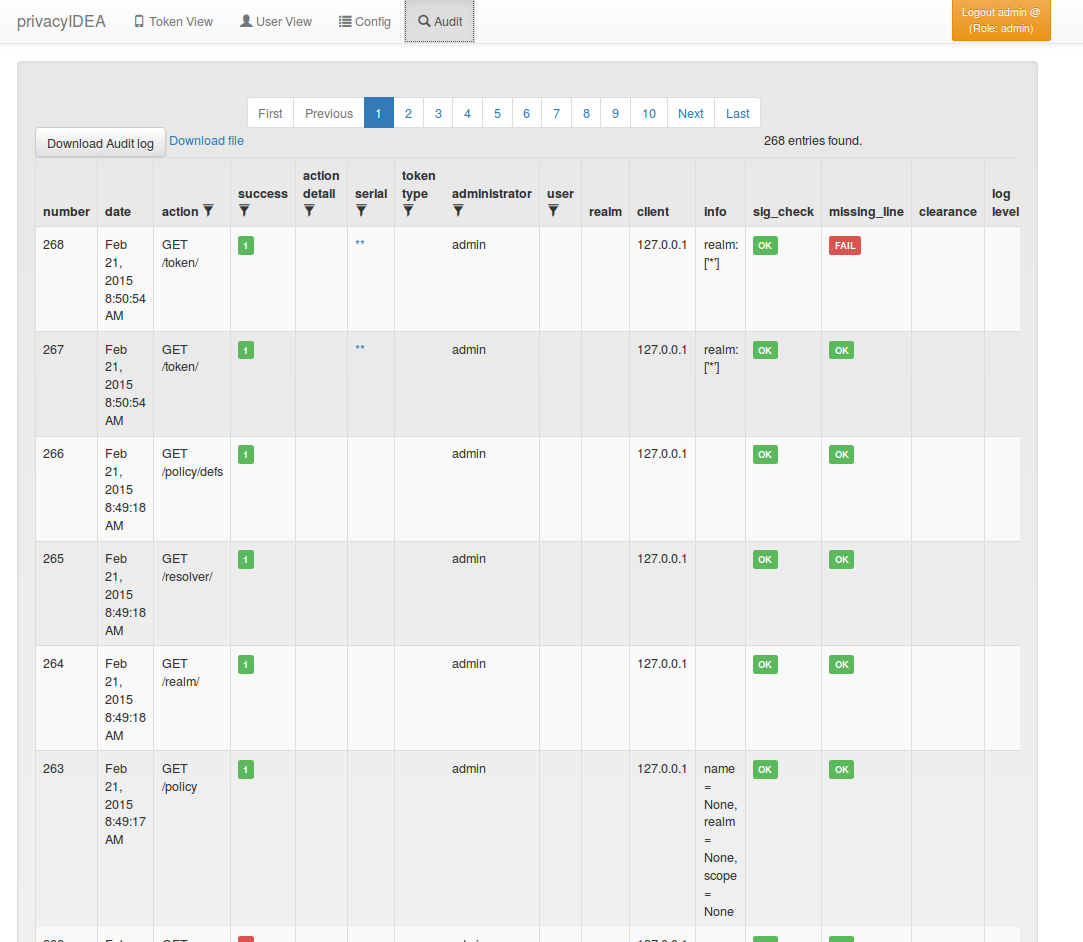 privacyIDEA Token View User View Config Audit Logout admin @
(Role: admin)
First Previous 1 2 3 4 5 6 7 8 9 10 Next Last
Download Audit log Download file 268 entries found.
number date action success action detail serial token type administrator user realm client info sig_check missing_line clearance log level
268 Feb 21, 2015 8:50:54 AM GET /token/ 1 ** admin 127.0.0.1 realm: ['*'] OK FAIL
267 Feb 21, 2015 8:50:54 AM GET /token/ 1 ** admin 127.0.0.1 realm: ['*'] OK OK
266 Feb 21, 2015 8:49:18 AM GET /policy/defs 1 admin 127.0.0.1 OK OK
265 Feb 21, 2015 8:49:18 AM GET /resolver/ 1 admin 127.0.0.1 OK OK
264 Feb 21, 2015 8:49:18 AM GET /realm/ 1 admin 127.0.0.1 OK OK
263 Feb 21, 2015 8:49:17 AM GET /policy 1 admin 127.0.0.1 name = None, realm = None, scope = None OK OK